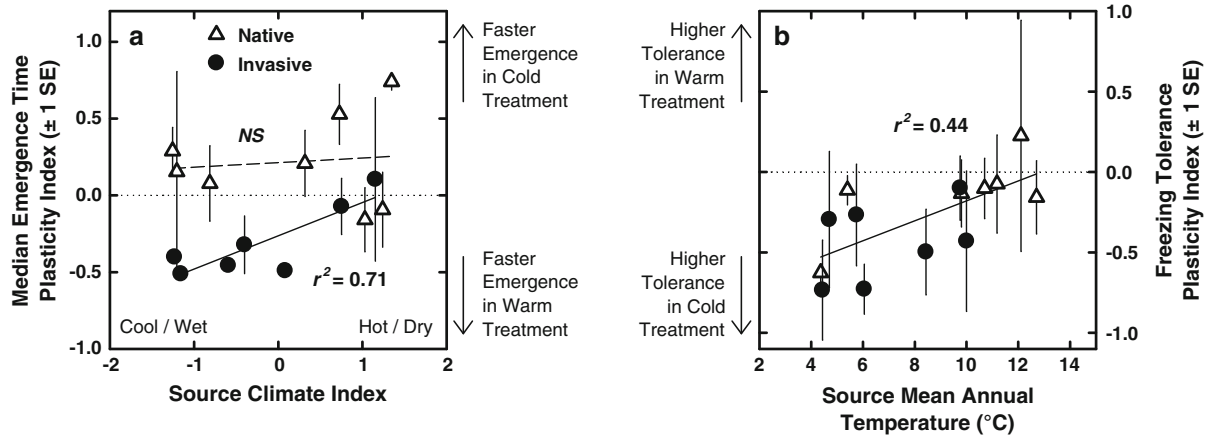 a
Native
Invasive
NS
r² = 0.71
Cool / Wet
Hot / Dry
1.0
0.5
0.0
-0.5
-1.0
-2
-1
0
1
2
Median Emergence Time
Plasticity Index (± 1 SE)
Source Climate Index
Faster
Emergence
in Cold
Treatment
Faster
Emergence
in Warm
Treatment
Higher
Tolerance
in Warm
Treatment
Higher
Tolerance
in Cold
Treatment
b
r² = 0.44
1.0
0.5
0.0
-0.5
-1.0
2
4
6
8
10
12
14
Source Mean Annual
Temperature (°C)
Freezing Tolerance
Plasticity Index (± 1 SE)